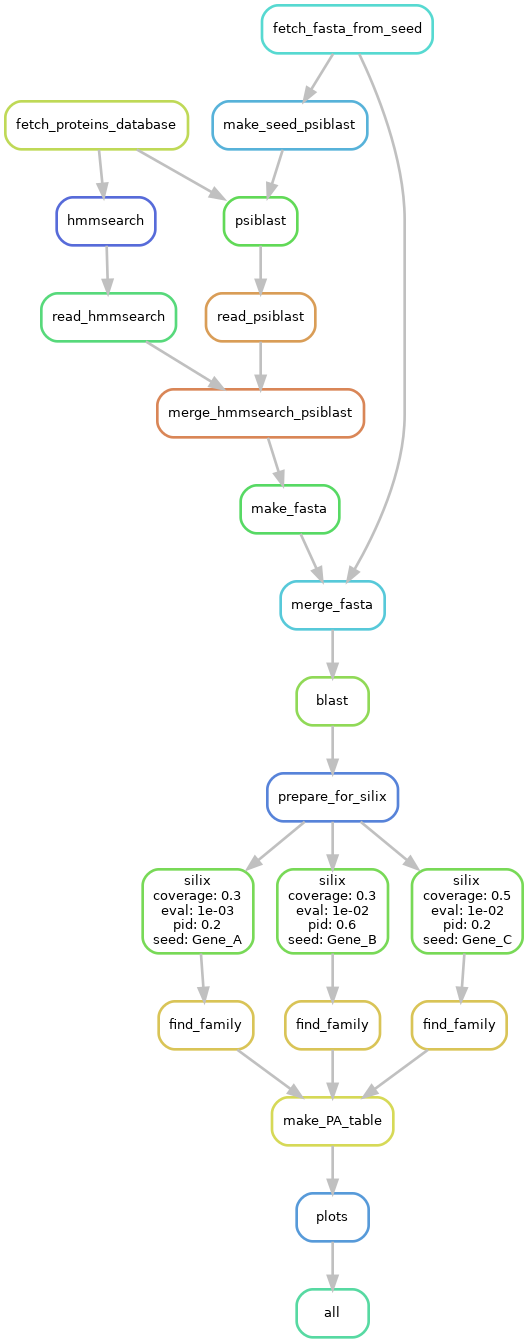 fetch_fasta_from_seed
fetch_proteins_database
make_seed_psiblast
hmmsearch
psiblast
read_hmmsearch
read_psiblast
merge_hmmsearch_psiblast
make_fasta
merge_fasta
blast
prepare_for_silix
silix
coverage: 0.3
eval: 1e-03
pid: 0.2
seed: Gene_A
silix
coverage: 0.3
eval: 1e-02
pid: 0.6
seed: Gene_B
silix
coverage: 0.5
eval: 1e-02
pid: 0.2
seed: Gene_C
find_family
find_family
find_family
make_PA_table
plots
all